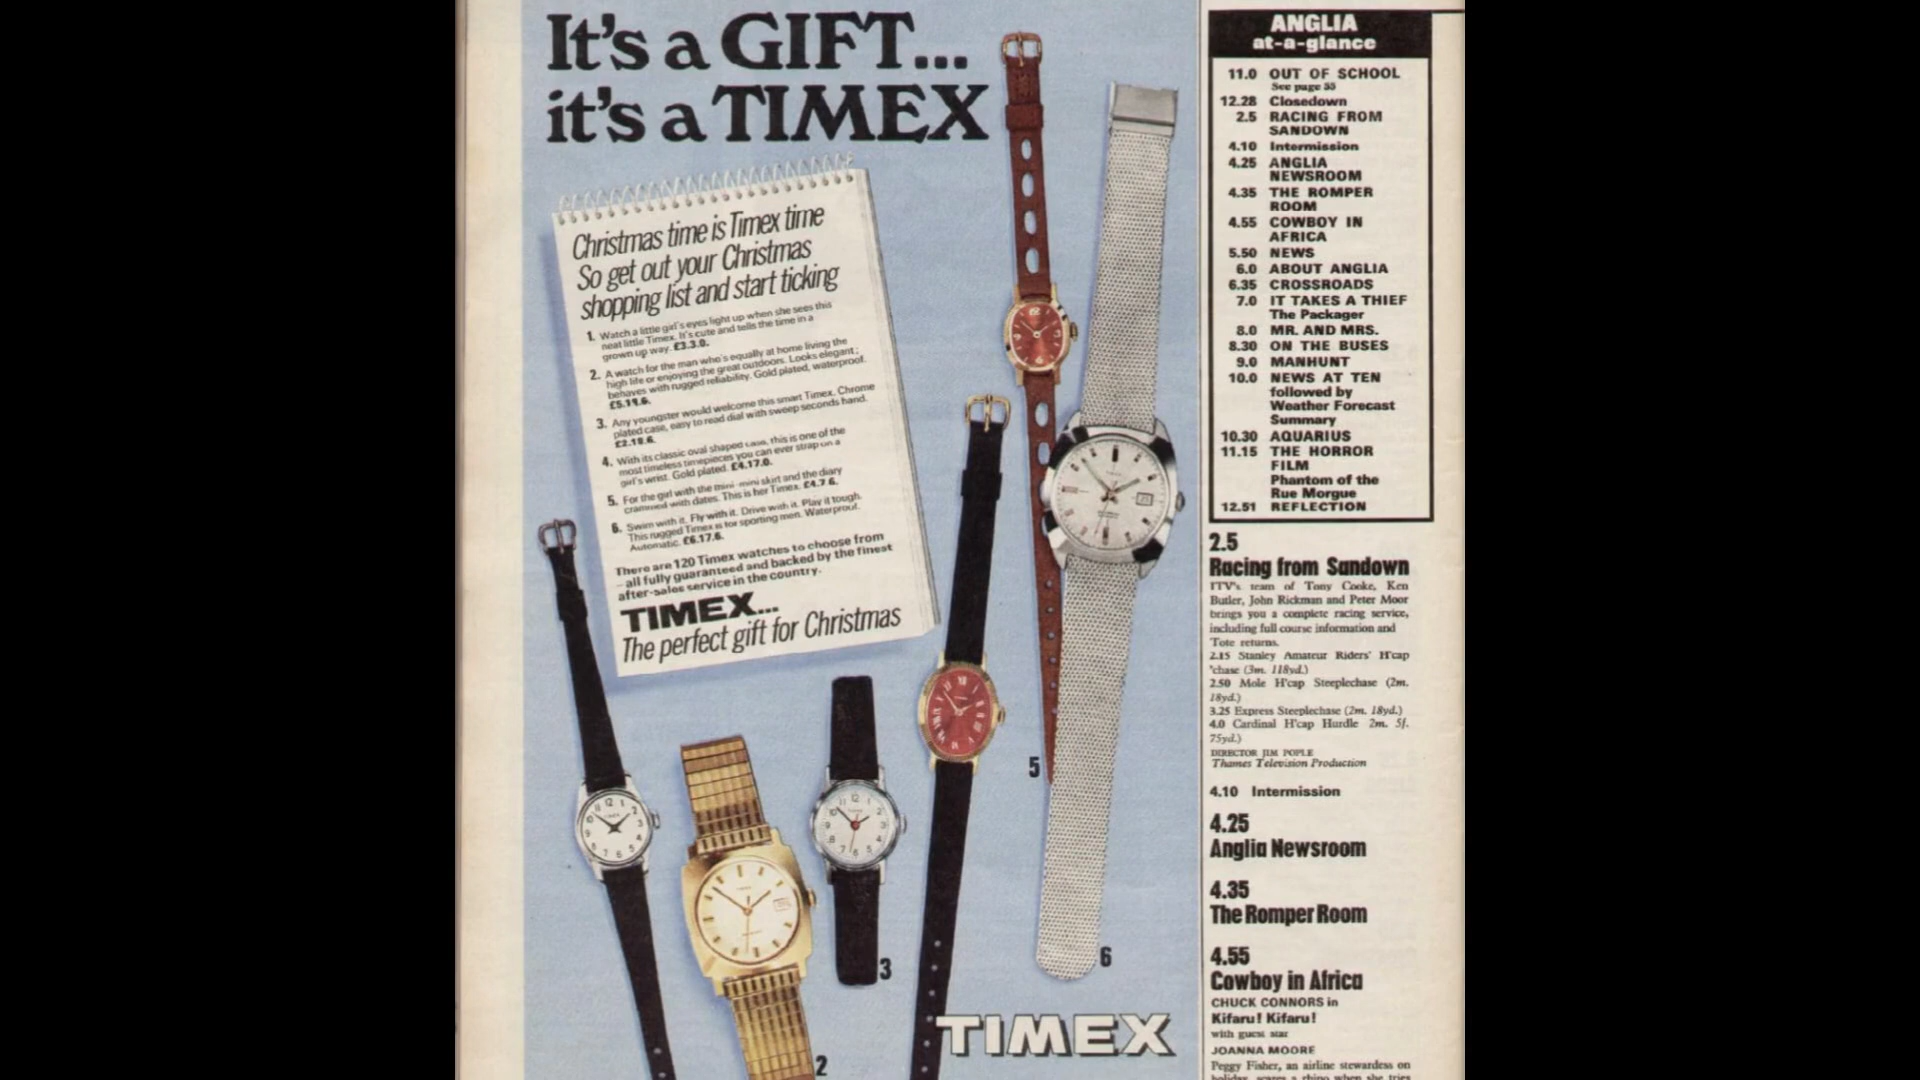 It's a GIFT...
it's a TIMEX
Christmas time is Timex time
So get out your Christmas
shopping list and start ticking
1. Watch a little girl's eyes light up when she sees this
neat little Timex. It's cute and tells the time in a
grown up way. £3.3.0.
2. A watch for the man who's equally at home living the
high life or enjoying the great outdoors. Looks elegant;
behaves with rugged reliability. Gold plated, waterproof.
3. Any youngster would welcome this smart Timex. Chrome
plated case, easy to read dial with sweep seconds hand.
4. With its classic oval shaped case, this is one of the
most timeless timepieces you can ever strap on a
girl's wrist. Gold plated. £4.17.0.
5. For the girl with the mini-mini skirt and the diary
crammed with dates. This is her Timex. £4.7.6.
6. Swim with it. Fly with it. Drive with it. Play it tough.
This rugged Timex is for sporting men. Waterproof.
Automatic. £6.17.6.
There are 120 Timex watches to choose from
–all fully guaranteed and backed by the finest
after-sales service in the country.
TIMEX...
The perfect gift for Christmas
5
6
3
2
TIMEX
ANGLIA
at-a-glance
11.0 OUT OF SCHOOL
See page 55
12.28 Closedown
2.5 RACING FROM
SANDOWN
4.10 Intermission
4.25 ANGLIA
NEWSROOM
4.35 THE ROMPER
ROOM
4.55 COWBOY IN
AFRICA
5.50 NEWS
6.0 ABOUT ANGLIA
6.35 CROSSROADS
7.0 IT TAKES A THIEF
The Packager
8.0 MR. AND MRS.
8.30 ON THE BUSES
9.0 MANHUNT
10.0 NEWS AT TEN
followed by
Weather Forecast
Summary
10.30 AQUARIUS
11.15 THE HORROR
FILM
Phantom of the
Rue Morgue
12.51 REFLECTION
2.5
Racing from Sandown
ITV's team of Tony Cooke, Ken
Butler, John Rickman and Peter Moor
brings you a complete racing service,
including full course information and
Tote returns.
2.15 Stanley Amateur Riders' H'cap
'chase (3m. 118yd.)
2.50 Mole H'cap Steeplechase (2m.
18yd.)
3.25 Express Steeplechase (2m. 18yd.)
4.0 Cardinal H'cap Hurdle 2m. 5f.
75yd.)
DIRECTOR JIM POPLE
Thames Television Production
4.10 Intermission
4.25
Anglia Newsroom
4.35
The Romper Room
4.55
Cowboy in Africa
CHUCK CONNORS in
Kifaru! Kifaru!
with guest star
JOANNA MOORE
Peggy Fisher, an airline stewardess on
holiday, scares a rhino when she tries